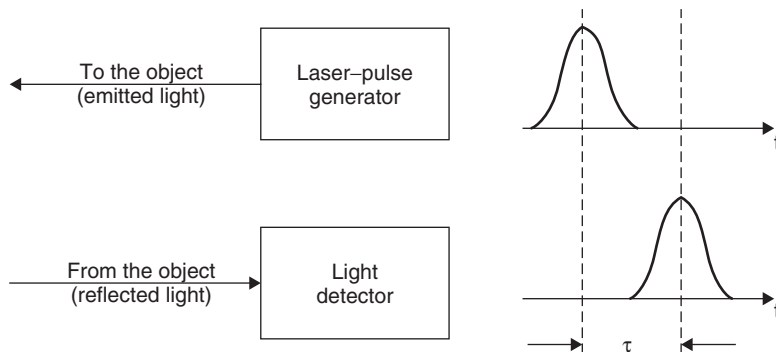 To the object
(emitted light)
Laser–pulse
generator
t
From the object
(reflected light)
Light
detector
t
τ